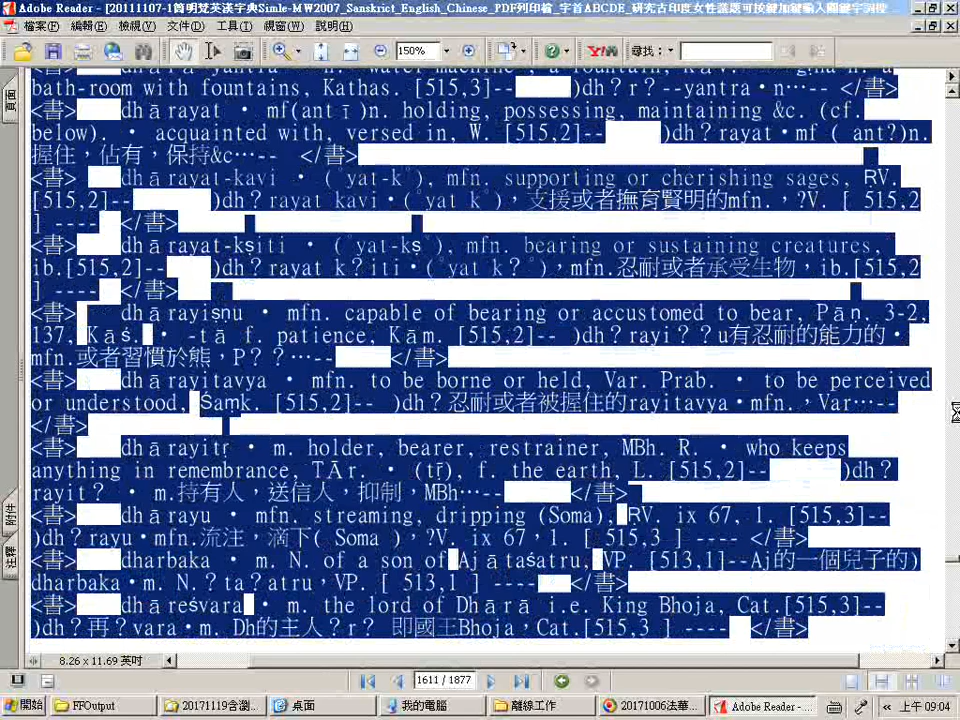 Adobe Reader - [20111107-1簡明梵英漢字典Simle-MW2007_Sanskrict_English_Chinese_PDF列印檔_字首ABCDE_研究古印度女性議題可按鍵加鍵輸入關鍵字詞搜
檔案(F) 編輯(E) 檢視(V) 文件(D) 工具(T) 視窗(W) 說明(H)
150% Y! 尋找：
頁面
bath-room with fountains, Kathas. [515,3]-- )dh？r？--yantra‧n…-- </書>
<書> dhārayat ‧ mf(antī)n. holding, possessing, maintaining &c. (cf.
below). ‧ acquainted with, versed in, W. [515,2]-- )dh？rayat‧mf ( ant?)n.
握住，佔有，保持&c…-- </書>
<書> dhārayat-kavi ‧ (°yat-k°), mfn. supporting or cherishing sages, RV.
[515,2]-- )dh？rayat kavi‧(°yat k°)，支援或者撫育賢明的mfn.，?V. [ 515,2
] ---- </書>
<書> dhārayat-kṣiti ‧ (°yat-kṣ°), mfn. bearing or sustaining creatures,
ib.[515,2]-- )dh？rayat k？iti‧(°yat k？°)，mfn.忍耐或者承受生物，ib.[515,2
] ---- </書>
<書> dhārayiṣṇu ‧ mfn. capable of bearing or accustomed to bear, Pāṇ. 3-2,
137, Kāś. ‧ -tā f. patience, Kām. [515,2]-- )dh？rayi？？u有忍耐的能力的‧
mfn.或者習慣於熊，P？？…-- </書>
<書> dhārayitavya ‧ mfn. to be borne or held, Var. Prab. ‧ to be perceived
or understood, Śaṃk. [515,2]-- )dh？忍耐或者被握住的rayitavya‧mfn.，Var…--
</書>
<書> dhārayitṛ ‧ m. holder, bearer, restrainer, MBh. R. ‧ who keeps
anything in remembrance, TĀr. ‧ (trī), f. the earth, L. [515,2]-- )dh？
rayit？ ‧ m.持有人，送信人，抑制，MBh…-- </書>
<書> dhārayu ‧ mfn. streaming, dripping (Soma), RV. ix 67, 1. [515,3]--
)dh？rayu‧mfn.流注，滴下( Soma )，?V. ix 67，1. [ 515,3 ] ---- </書>
<書> dharbaka ‧ m. N. of a son of Ajātaśatru, VP. [513,1]--Aj的一個兒子的)
dharbaka‧m. N.？ta？atru，VP. [ 513,1 ] ---- </書>
<書> dhāreśvara ‧ m. the lord of Dhārā i.e. King Bhoja, Cat.[515,3]--
)dh？再？vara‧m. Dh的主人？r？ 即國王Bhoja，Cat.[515,3 ] ---- </書>
附件
注釋
8.26 x 11.69 英吋
1611 / 1877
開始 FFOutput 20171119含瀏... 桌面 我的電腦 離線工作 20171006法華... Adobe Reader - [... 上午 09:04